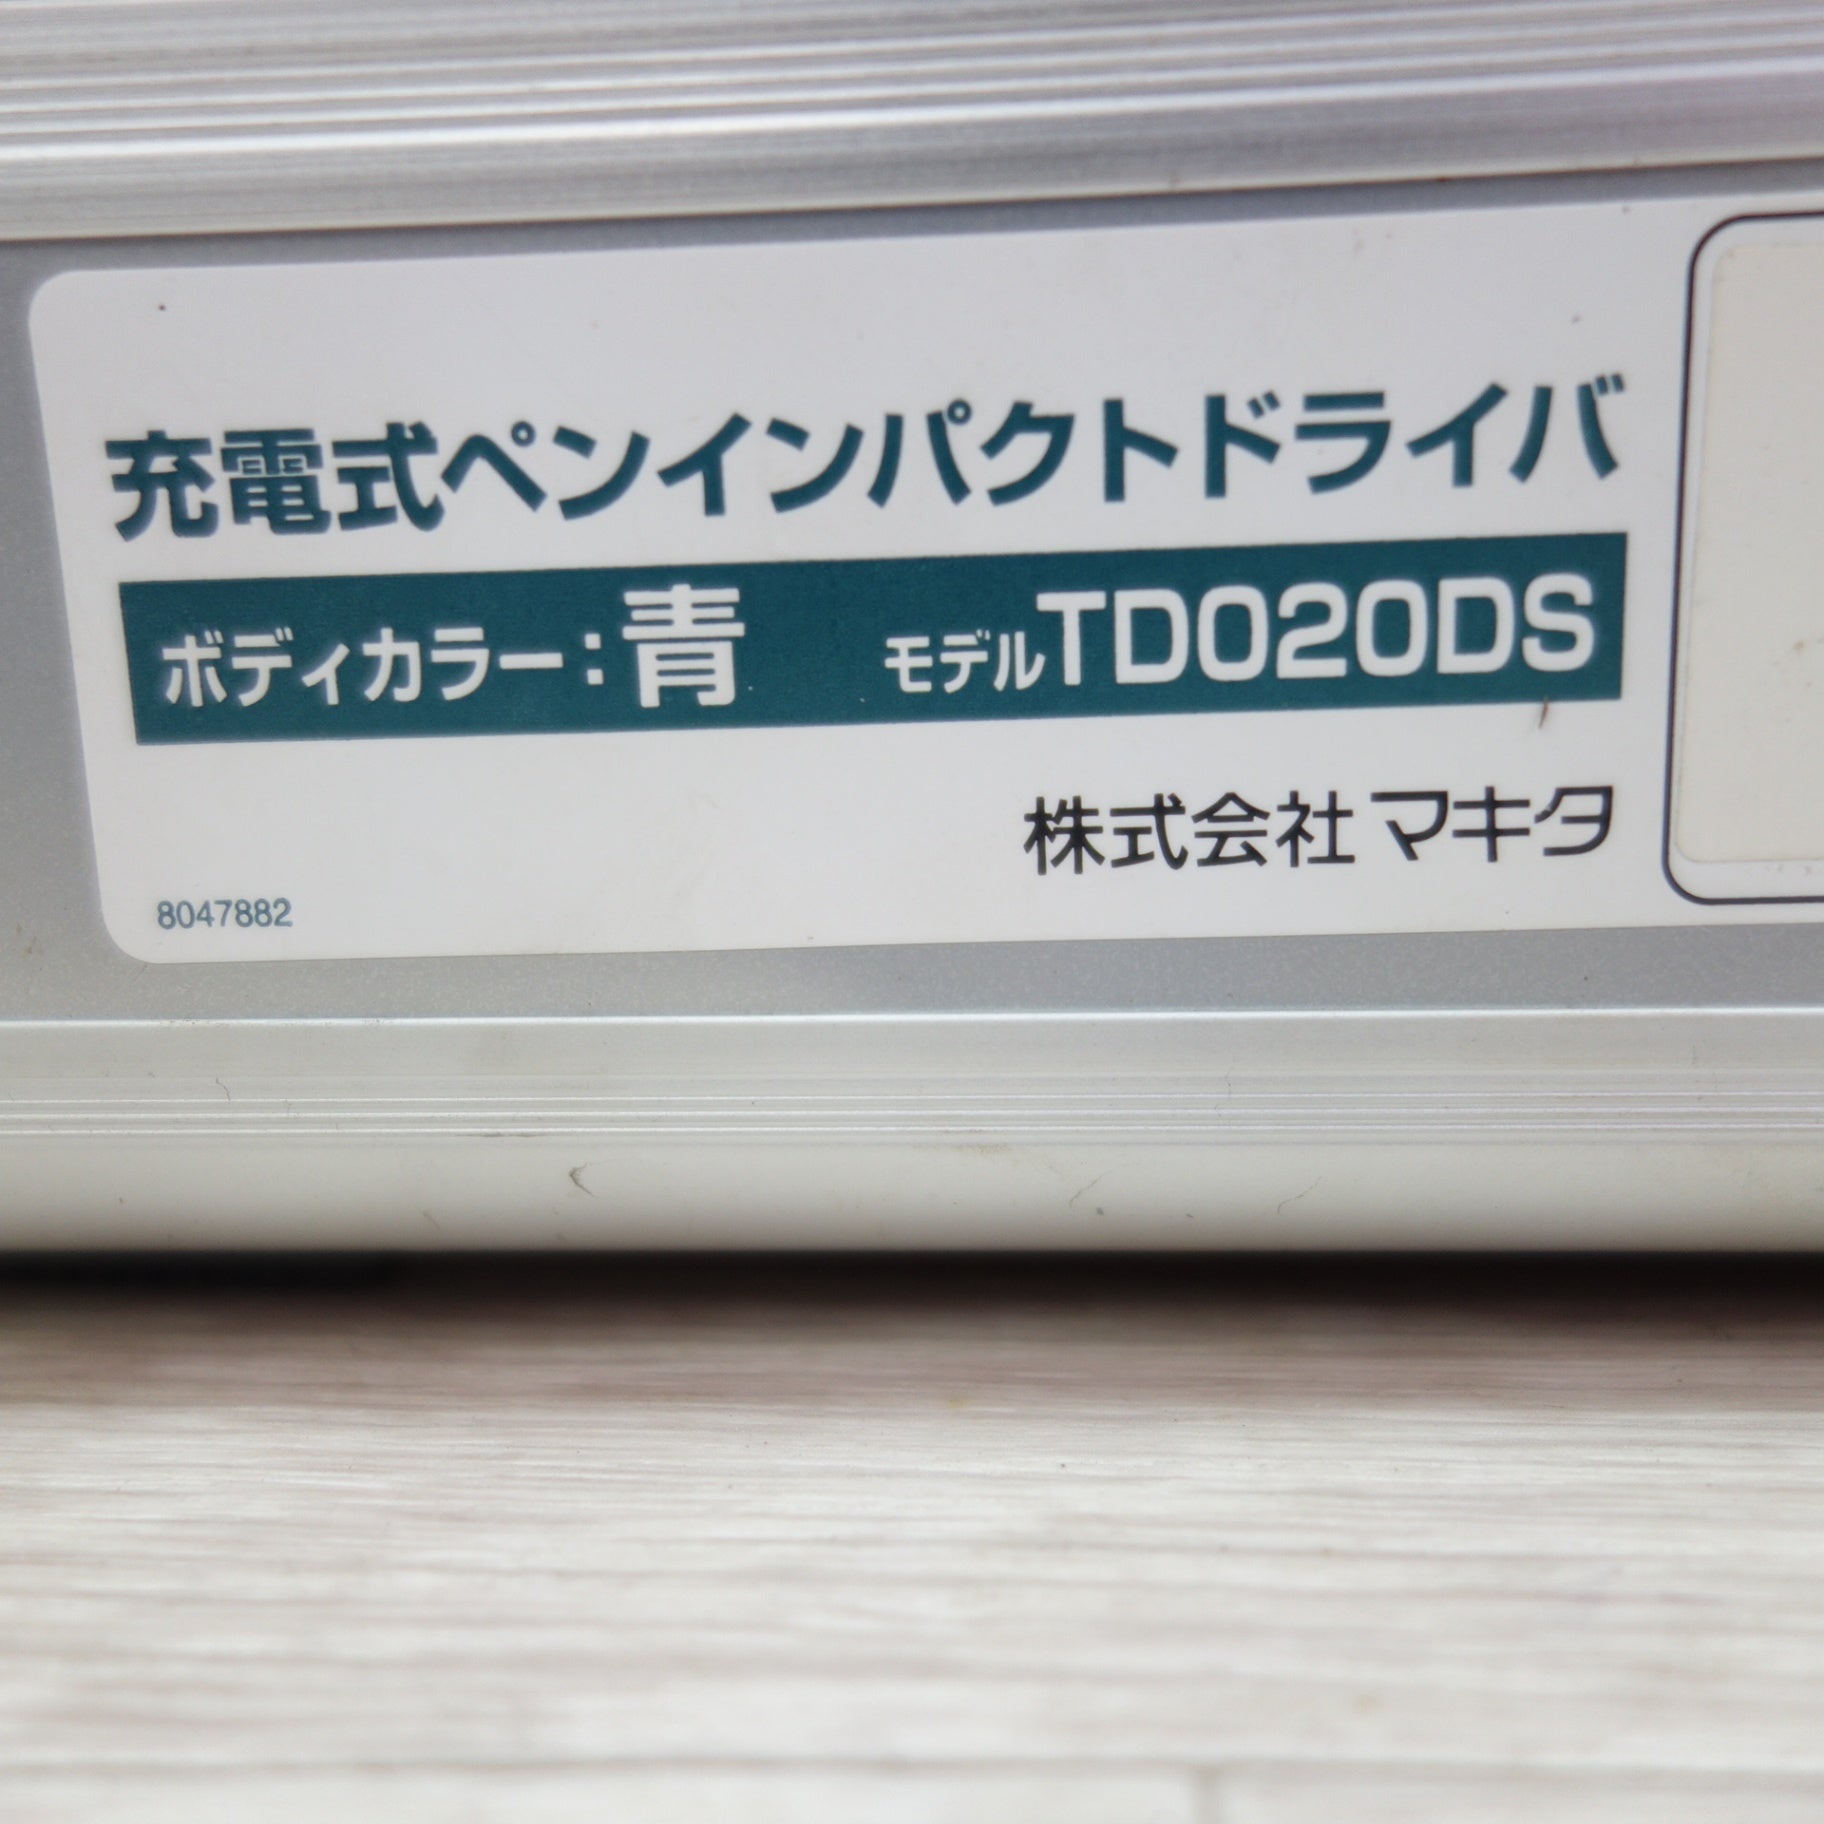 充電式ペンインパクトドライバ
ボディカラー:青 モデルTD020DS
株式会社マキタ
8047882